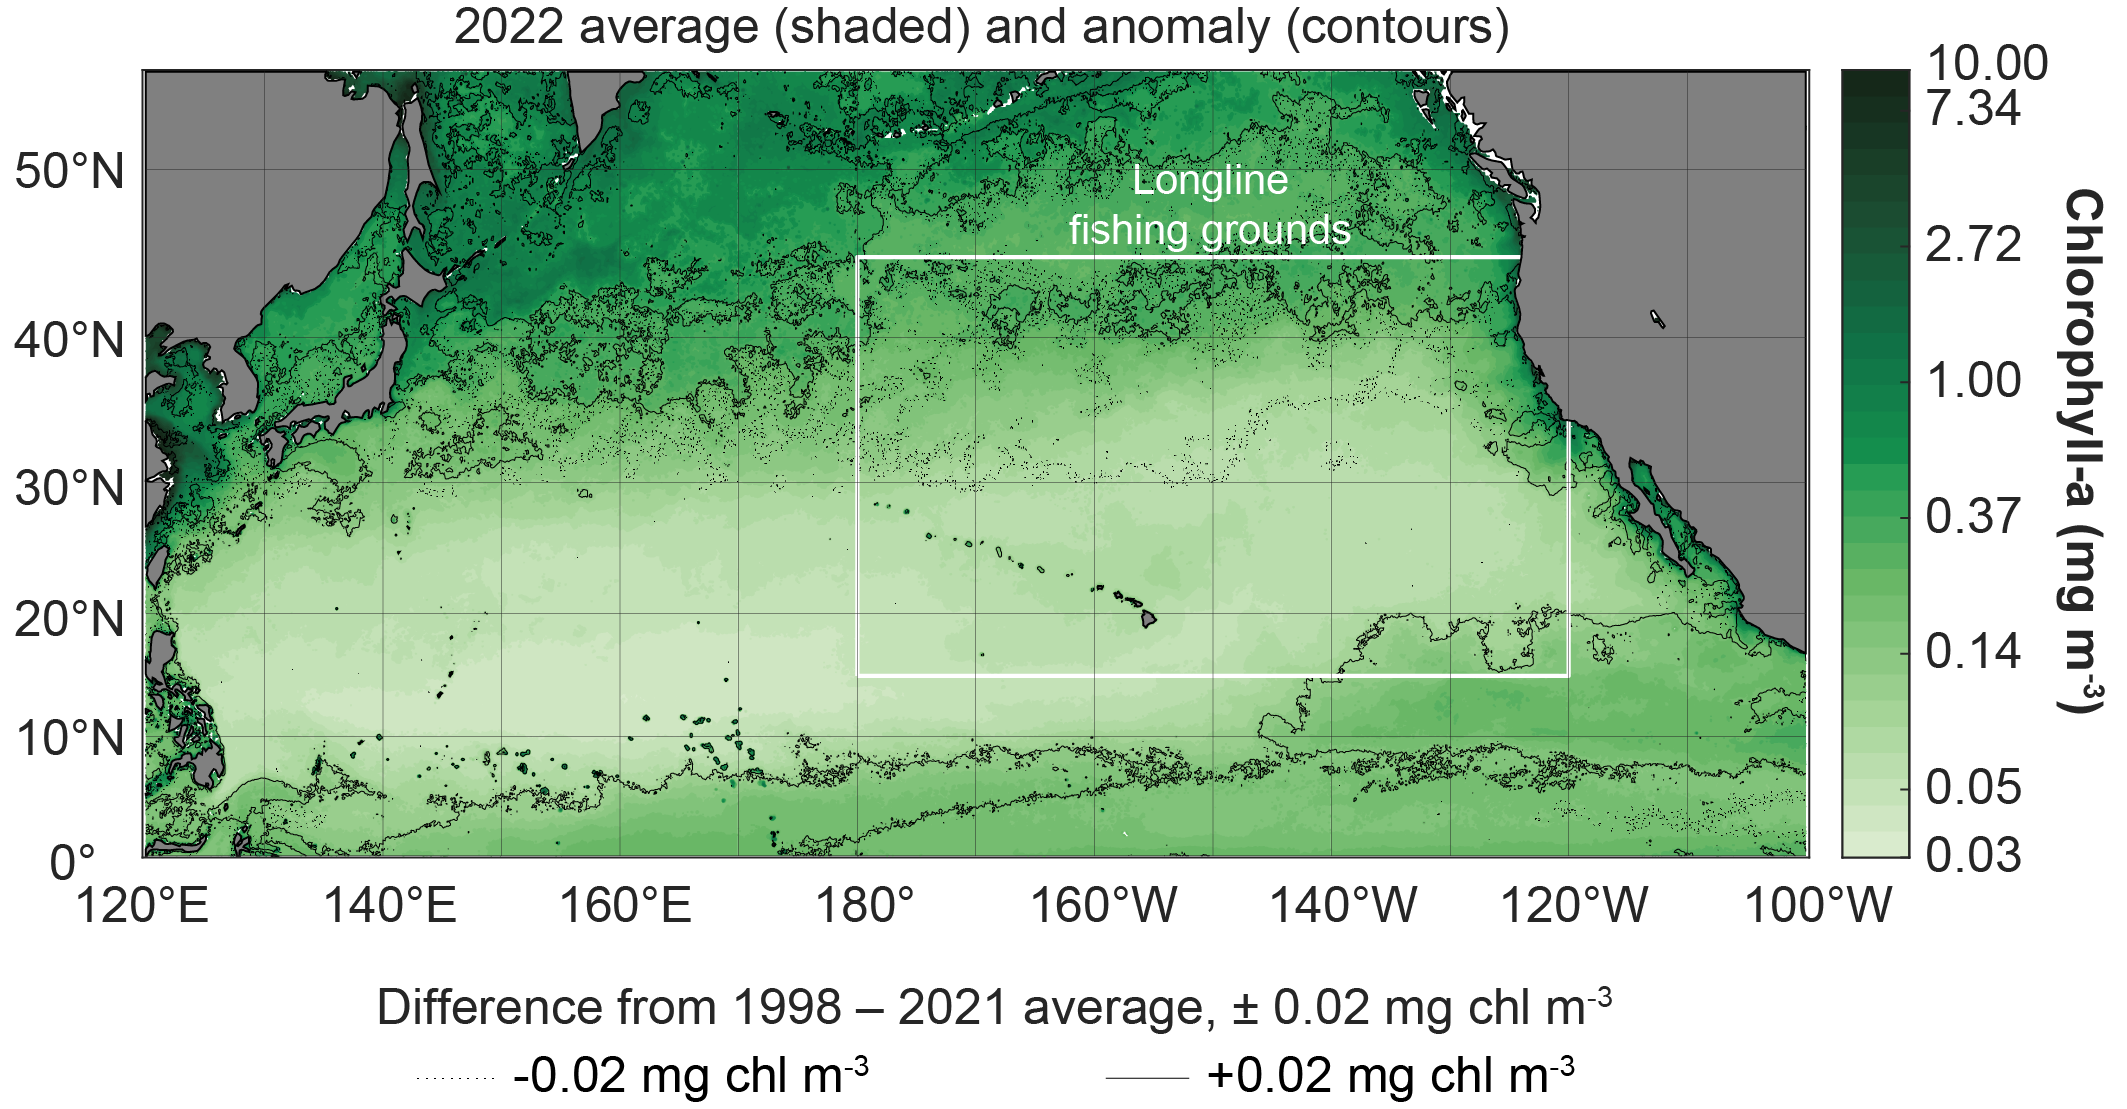 2022 average (shaded) and anomaly (contours)
50°N
40°N
30°N
20°N
10°N
0°
120°E
140°E
160°E
180°
160°W
140°W
120°W
100°W
Longline
fishing grounds
10.00
7.34
2.72
1.00
0.37
0.14
0.05
0.03
Chlorophyll-a (mg m-3)
Difference from 1998 – 2021 average, ± 0.02 mg chl m-3
-0.02 mg chl m-3
+0.02 mg chl m-3